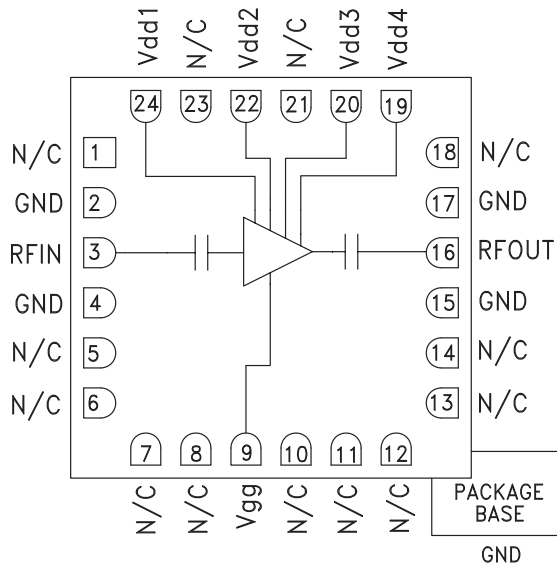 Vdd1
N/C
Vdd2
N/C
Vdd3
Vdd4
24
23
22
21
20
19
N/C 1
GND 2
RFIN 3
GND 4
N/C 5
N/C 6
18 N/C
17 GND
16 RFOUT
15 GND
14 N/C
13 N/C
7
8
9
10
11
12
N/C
N/C
Vgg
N/C
N/C
N/C
PACKAGE
BASE
GND